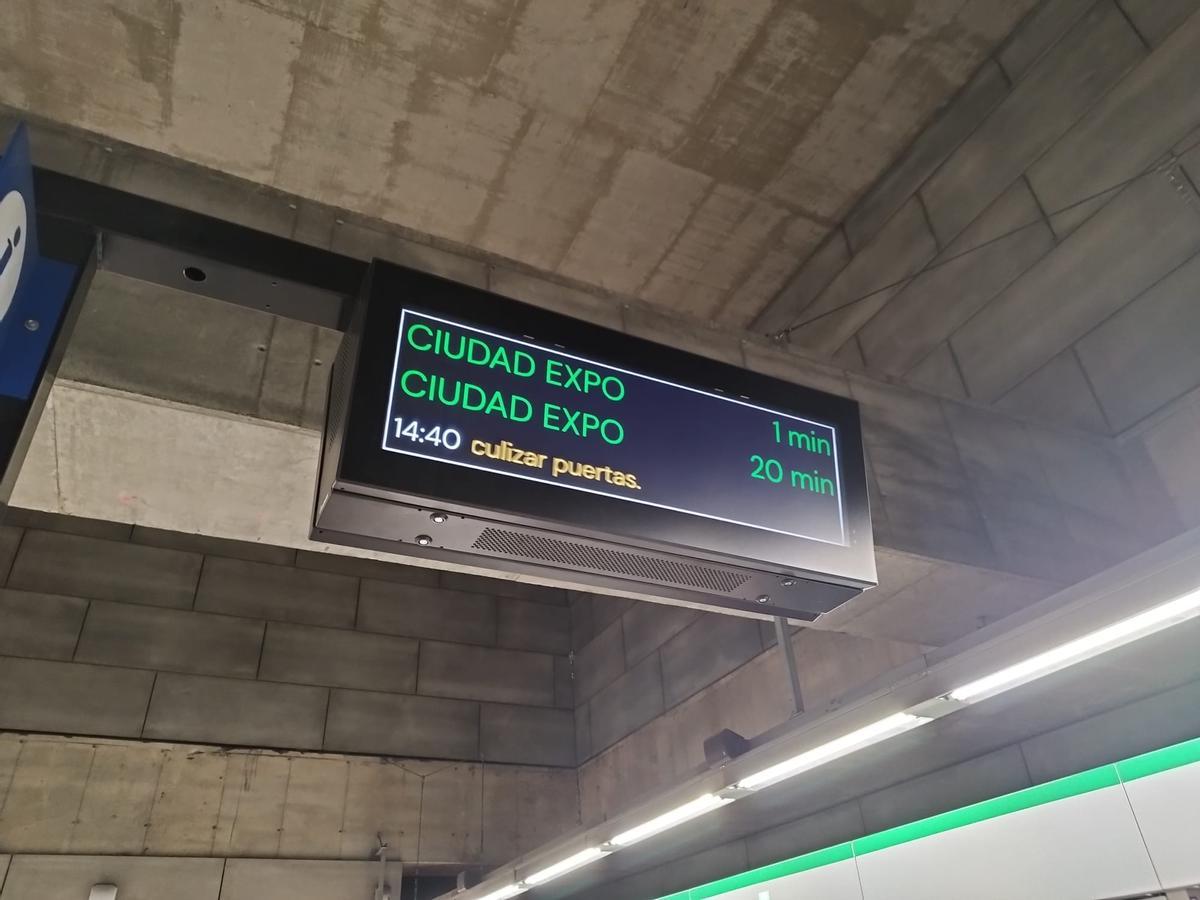 CIUDAD EXPO 1 min
CIUDAD EXPO 20 min
14:40 culizar puertas.